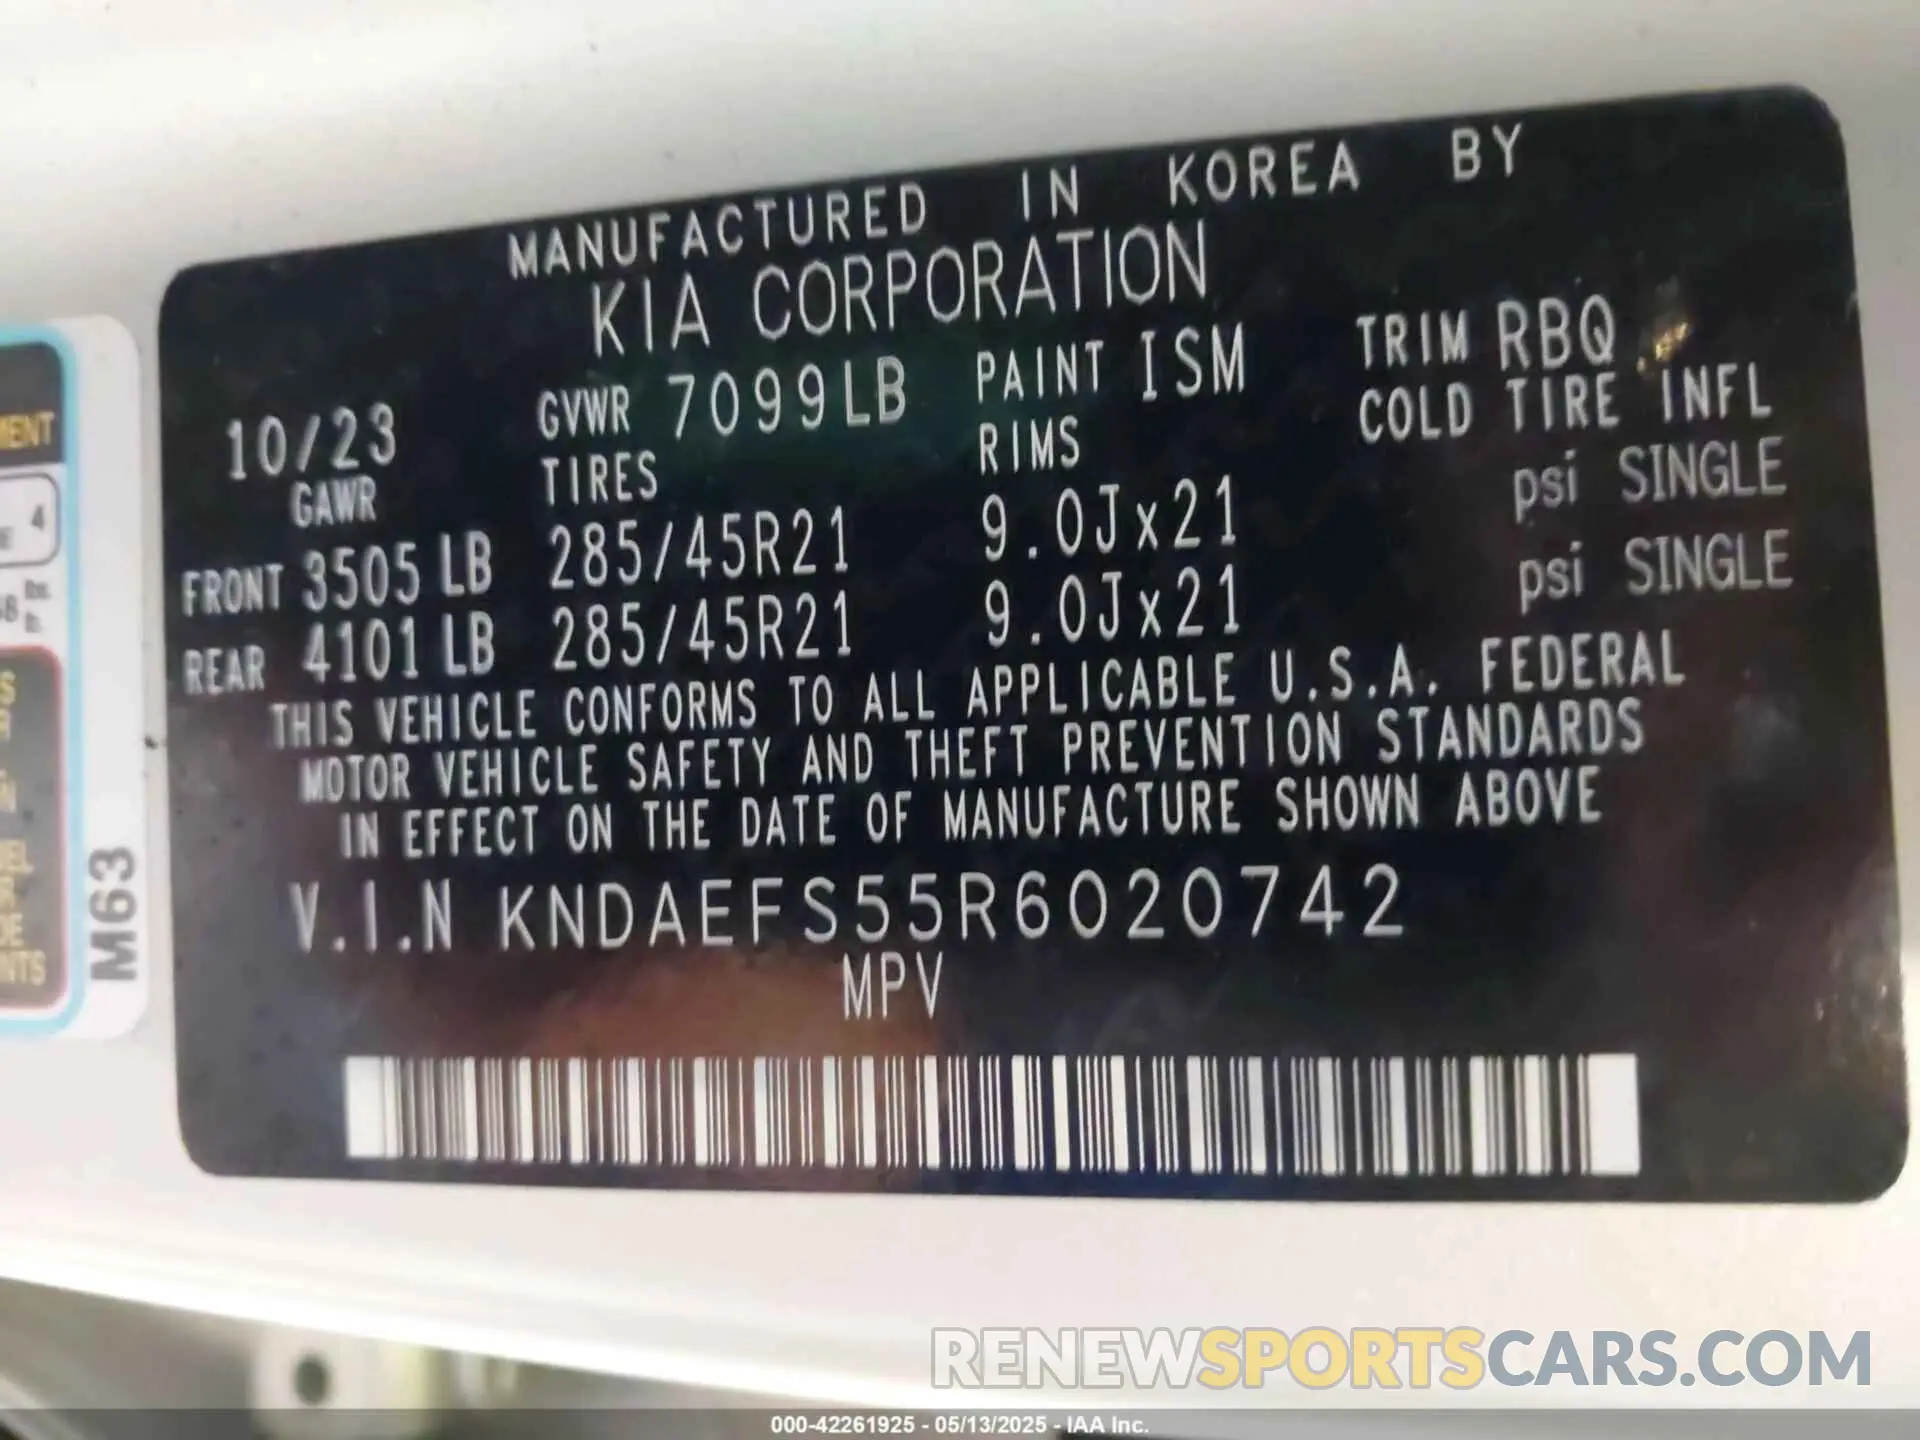 MANUFACTURED IN KOREA BY
KIA CORPORATION
10/23 GVWR 7099LB PAINT ISM TRIM RBQ
GAWR TIRES RIMS COLD TIRE INFL
FRONT 3505 LB 285/45R21 9.0Jx21 psi SINGLE
REAR 4101 LB 285/45R21 9.0Jx21 psi SINGLE
THIS VEHICLE CONFORMS TO ALL APPLICABLE U.S.A. FEDERAL
MOTOR VEHICLE SAFETY AND THEFT PREVENTION STANDARDS
IN EFFECT ON THE DATE OF MANUFACTURE SHOWN ABOVE
V.I.N KNDAEFS55R6020742
MPV
4
lbs.
lb.
M63
RENEWSPORTSCARS.COM
000-42261925 - 05/13/2025 - IAA Inc.